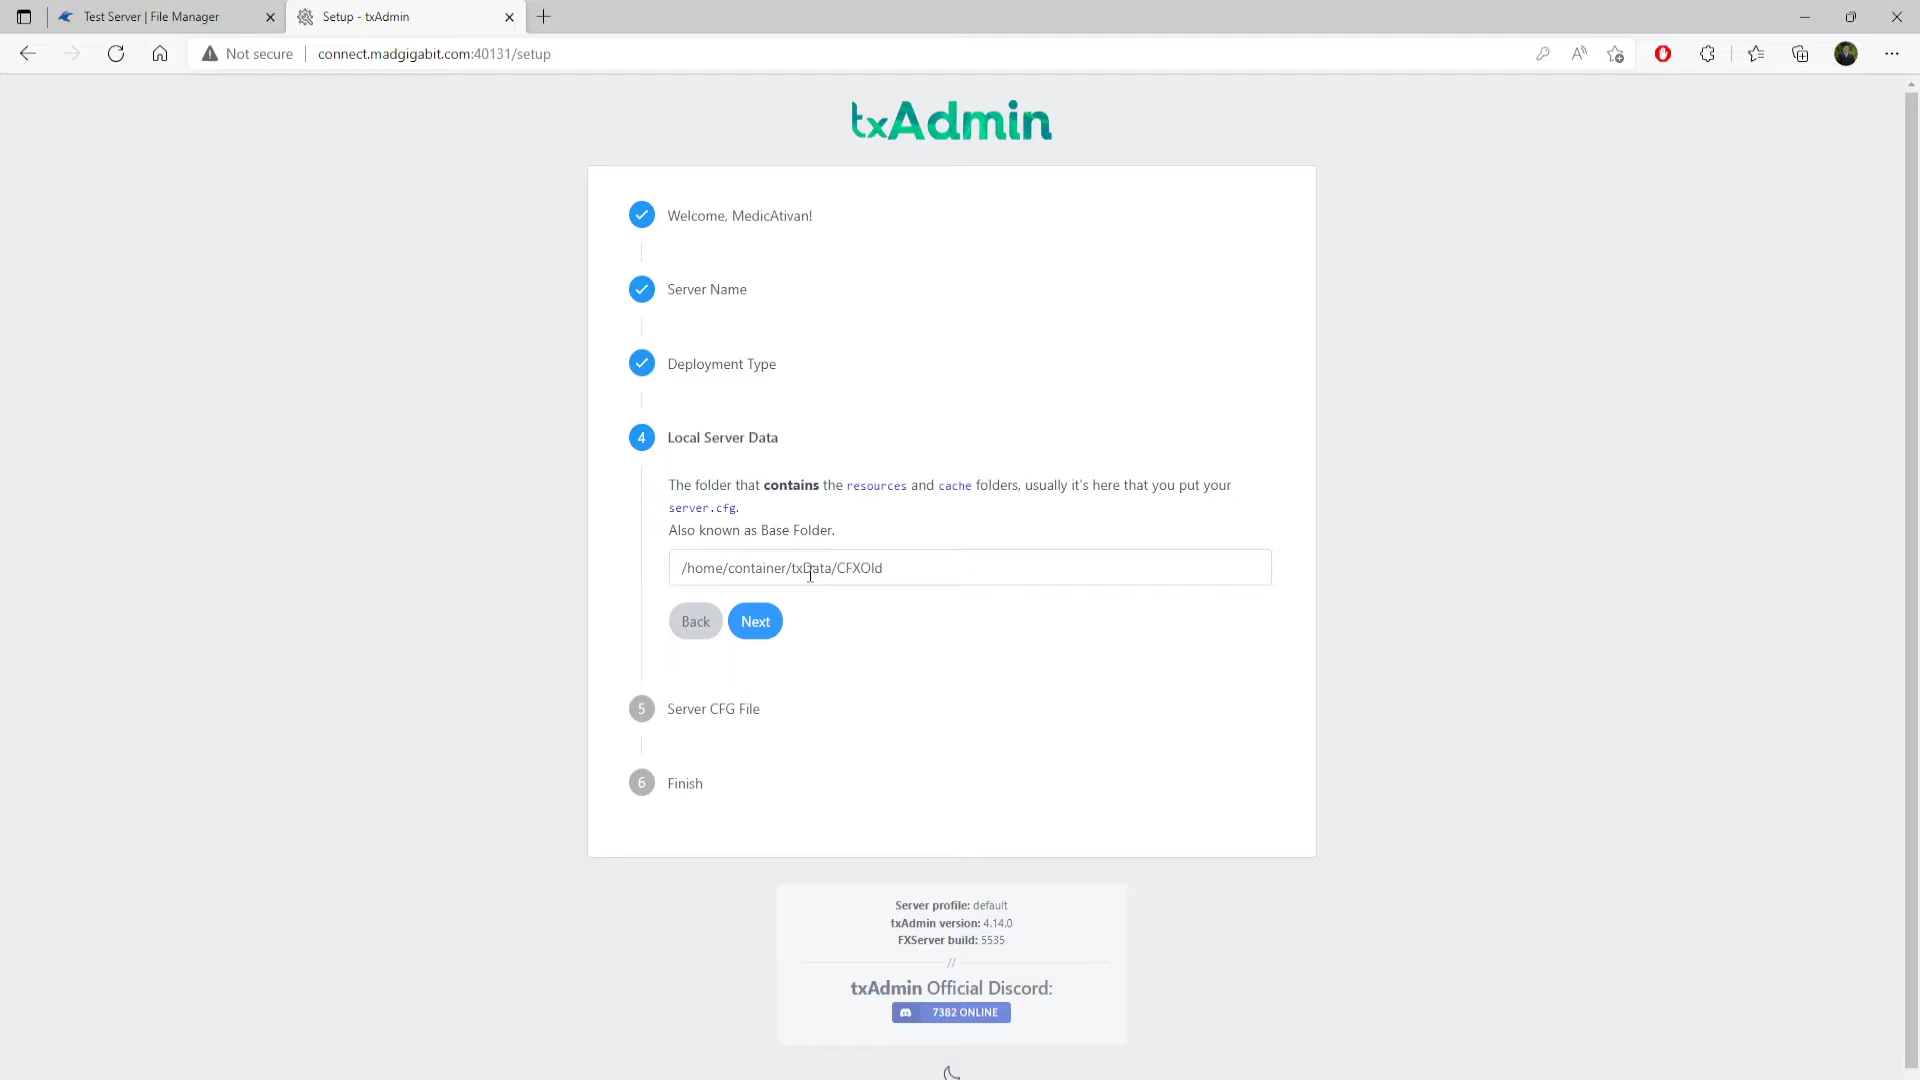 Test Server | File Manager
Setup - txAdmin
Not secure
connect.madgigabit.com:40131/setup
txAdmin
Welcome, MedicAtivan!
Server Name
Deployment Type
4
Local Server Data
The folder that contains the resources and cache folders, usually it's here that you put your
server.cfg.
Also known as Base Folder.
/home/container/txData/CFXOld
Back
Next
5
Server CFG File
6
Finish
Server profile: default
txAdmin version: 4.14.0
FXServer build: 5535
//
txAdmin Official Discord:
7382 ONLINE